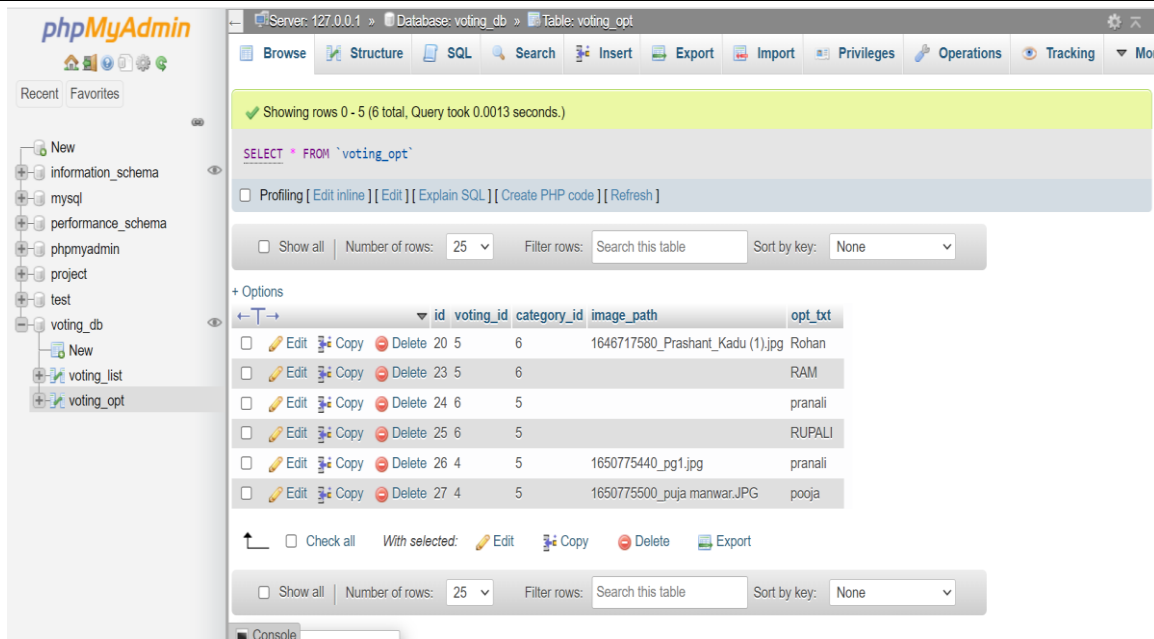 phpMyAdmin
Recent Favorites
New
information_schema
mysql
performance_schema
phpmyadmin
project
test
voting_db
New
voting_list
voting_opt
Server: 127.0.0.1 » Database: voting_db » Table: voting_opt
Browse Structure SQL Search Insert Export Import Privileges Operations Tracking Mo
Showing rows 0 - 5 (6 total, Query took 0.0013 seconds.)
SELECT * FROM `voting_opt`
Profiling [ Edit inline ] [ Edit ] [ Explain SQL ] [ Create PHP code ] [ Refresh ]
Show all | Number of rows: 25 Filter rows: Search this table Sort by key: None
+ Options
←T→ id voting_id category_id image_path opt_txt
Edit Copy Delete 20 5 6 1646717580_Prashant_Kadu (1).jpg Rohan
Edit Copy Delete 23 5 6 RAM
Edit Copy Delete 24 6 5 pranali
Edit Copy Delete 25 6 5 RUPALI
Edit Copy Delete 26 4 5 1650775440_pg1.jpg pranali
Edit Copy Delete 27 4 5 1650775500_puja manwar.JPG pooja
Check all With selected: Edit Copy Delete Export
Show all | Number of rows: 25 Filter rows: Search this table Sort by key: None
Console